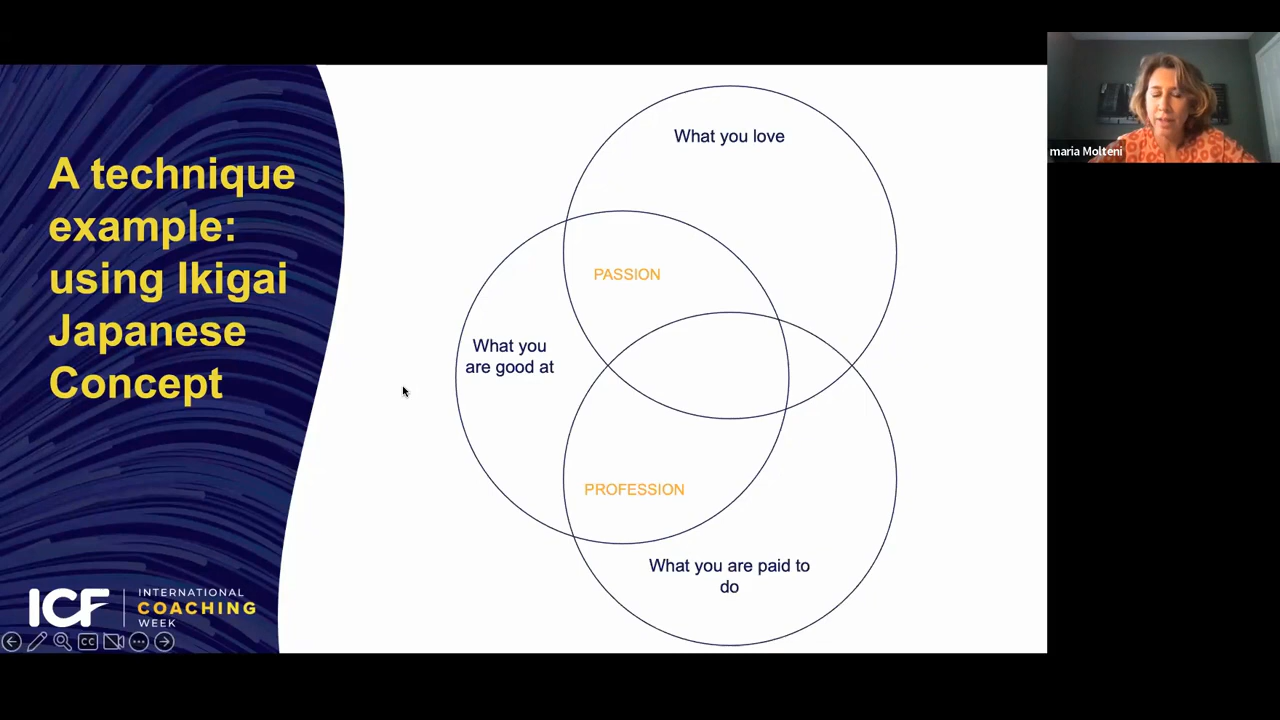 A technique
example:
using Ikigai
Japanese
Concept
What you love
PASSION
What you
are good at
PROFESSION
What you are paid to
do
ICF
INTERNATIONAL
COACHING
WEEK
CC
maria Molteni